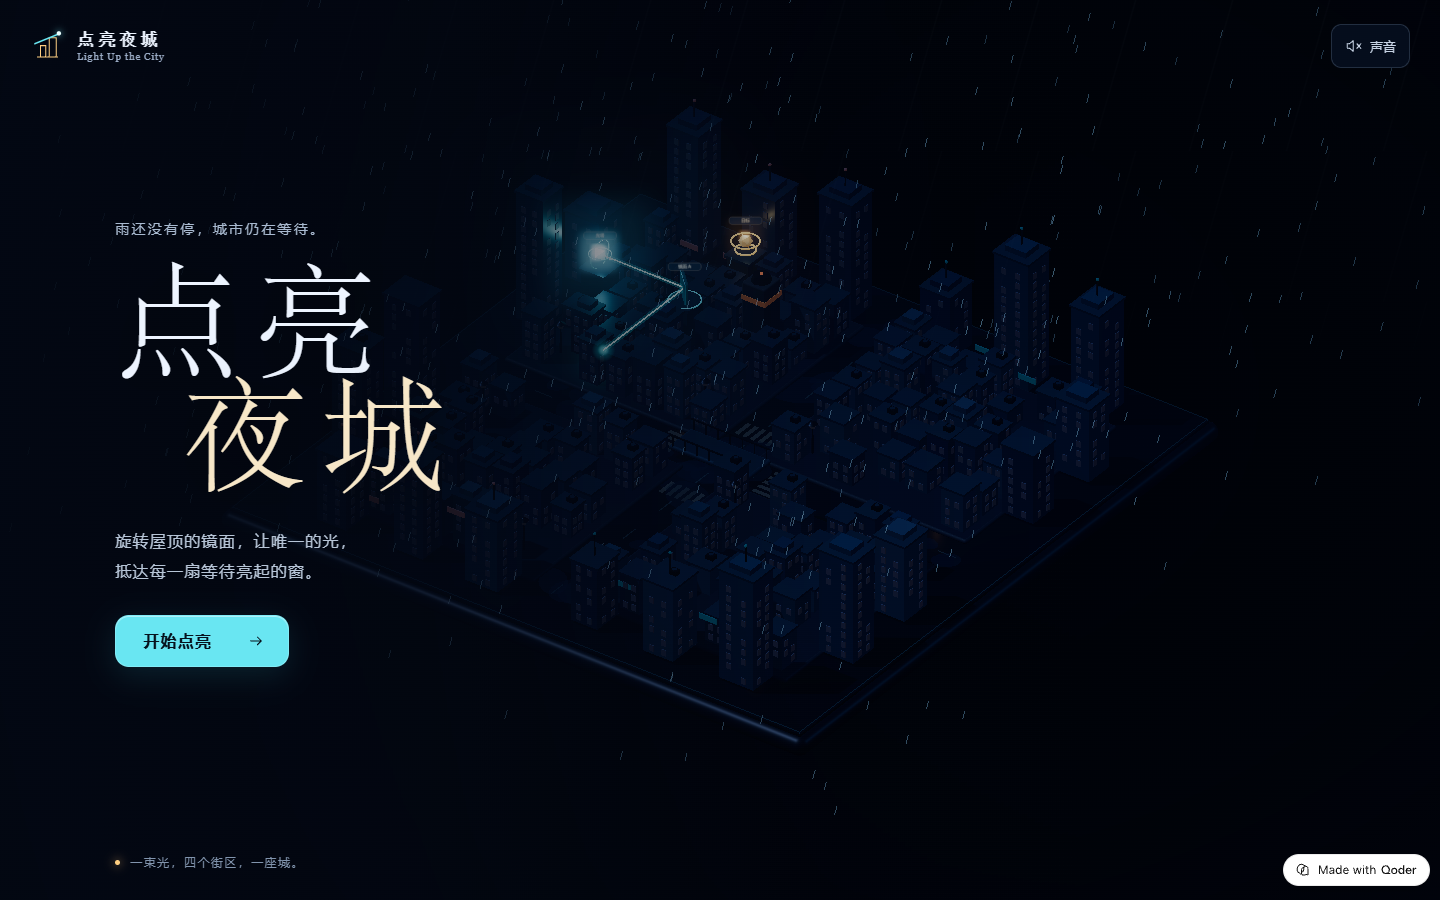 点亮夜城
Light Up the City
声音
雨还没有停，城市仍在等待。
点亮
夜城
旋转屋顶的镜面，让唯一的光，
抵达每一扇等待亮起的窗。
开始点亮 →
一束光，四个街区，一座城。
Made with Qoder